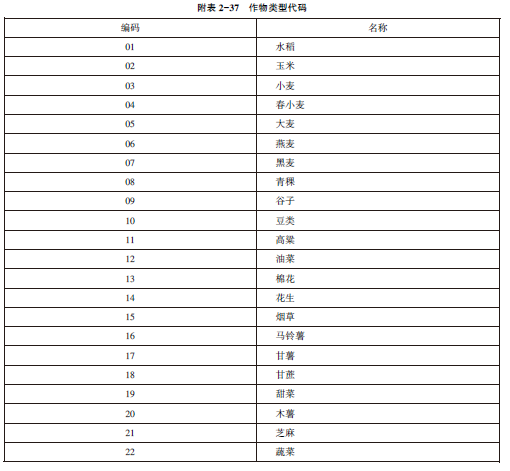 附表 2-37 作物类型代码
编码 名称
01 水稻
02 玉米
03 小麦
04 春小麦
05 大麦
06 燕麦
07 黑麦
08 青稞
09 谷子
10 豆类
11 高粱
12 油菜
13 棉花
14 花生
15 烟草
16 马铃薯
17 甘薯
18 甘蔗
19 甜菜
20 木薯
21 芝麻
22 蔬菜